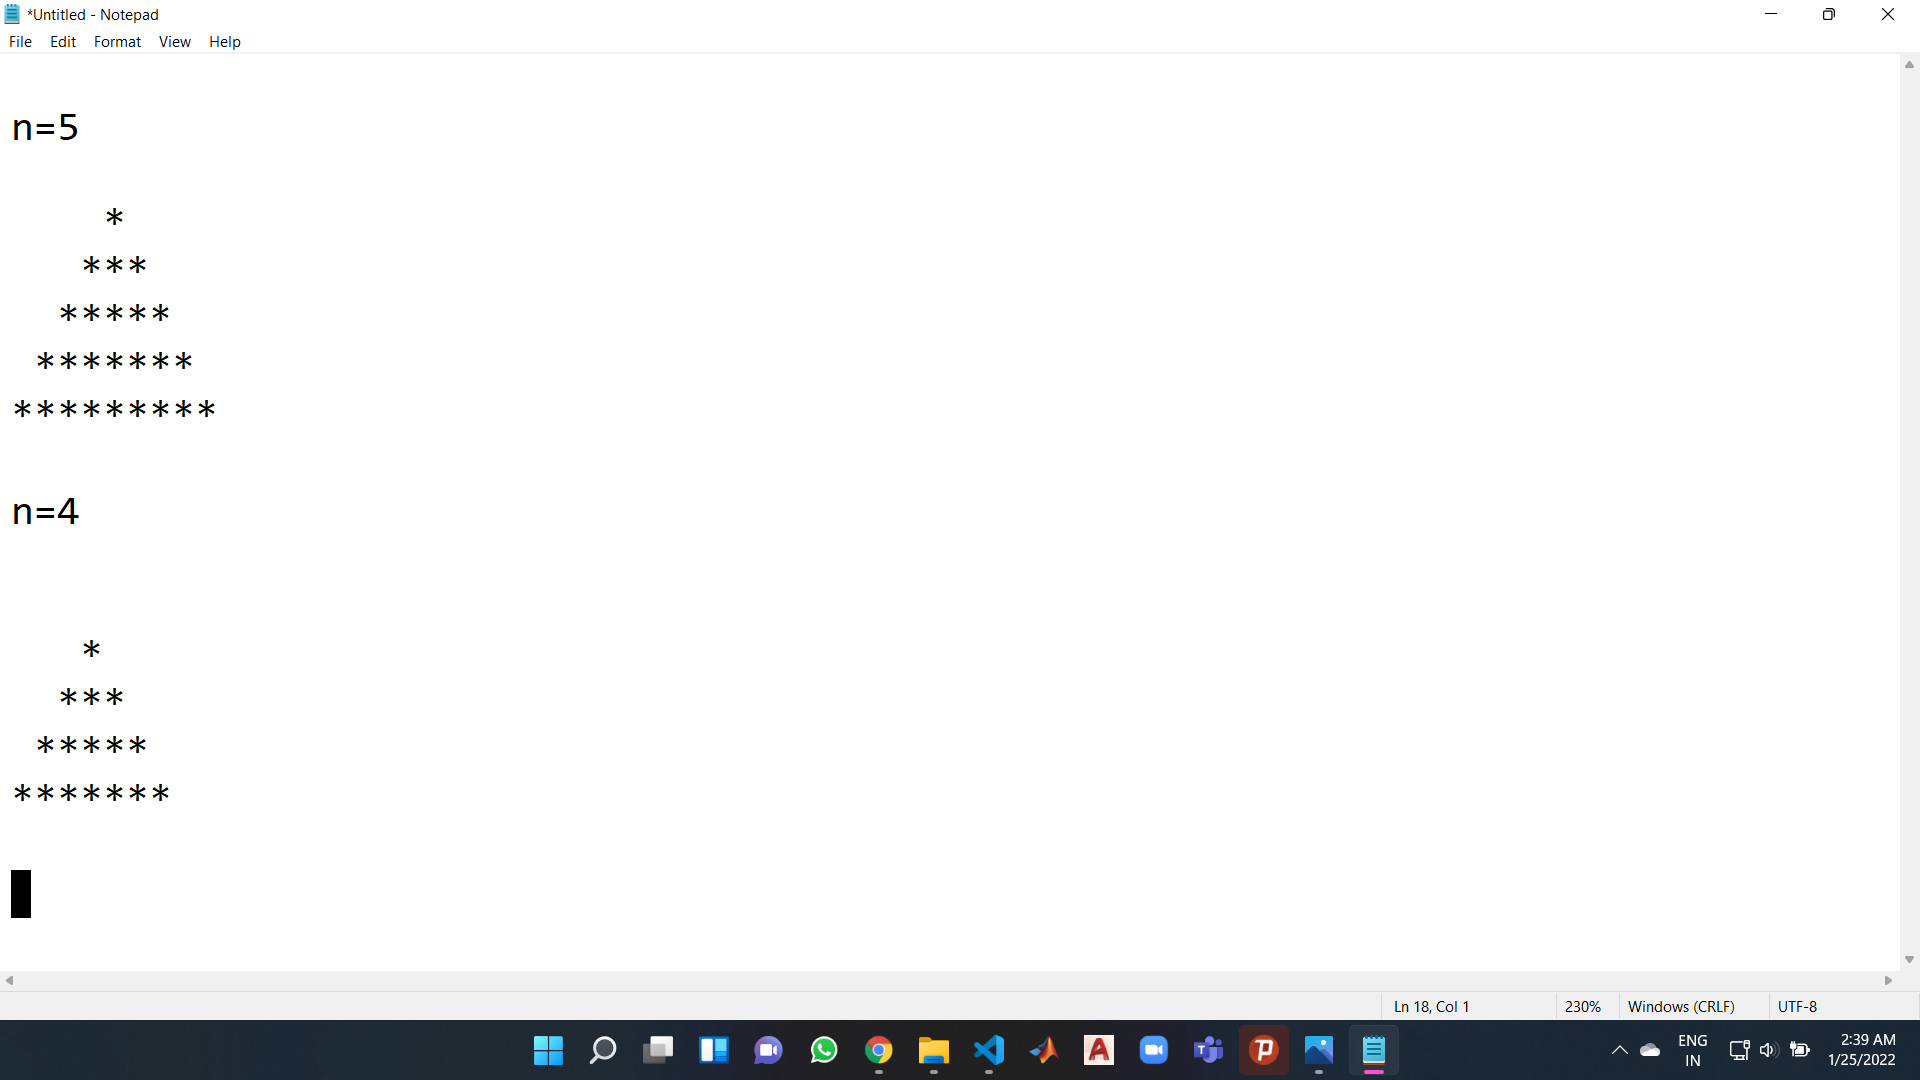 *Untitled - Notepad
File Edit Format View Help
n=5
*
***
*****
*******
*********
n=4
*
***
*****
*******
Ln 18, Col 1 230% Windows (CRLF) UTF-8
ENG
IN
2:39 AM
1/25/2022